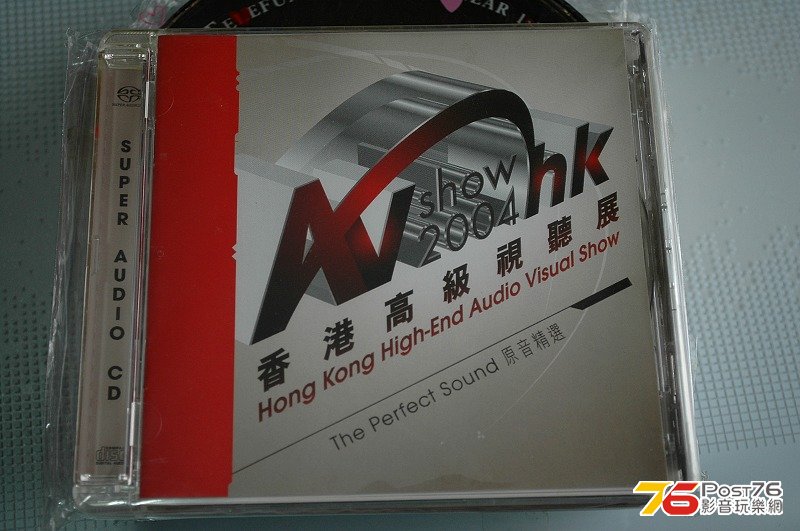 SUPER AUDIO CD
AV show 2004 hk
香港高級視聽展
Hong Kong High-End Audio Visual Show
The Perfect Sound 原音精選
76 Post76
影音玩樂網